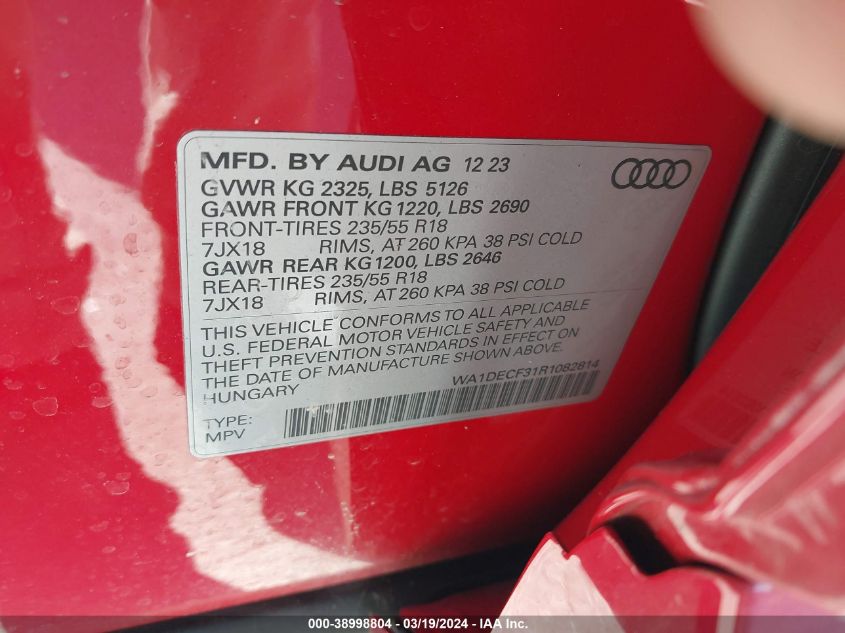 MFD. BY AUDI AG 12 23
GVWR KG 2325, LBS 5126
GAWR FRONT KG 1220, LBS 2690
FRONT-TIRES 235/55 R18
7JX18 RIMS, AT 260 KPA 38 PSI COLD
GAWR REAR KG 1200, LBS 2646
REAR-TIRES 235/55 R18
7JX18 RIMS, AT 260 KPA 38 PSI COLD
THIS VEHICLE CONFORMS TO ALL APPLICABLE
U.S. FEDERAL MOTOR VEHICLE SAFETY AND
THEFT PREVENTION STANDARDS IN EFFECT ON
THE DATE OF MANUFACTURE SHOWN ABOVE.
HUNGARY WA1DECF31R1082814
TYPE:
MPV
000-38998804 - 03/19/2024 - IAA Inc.